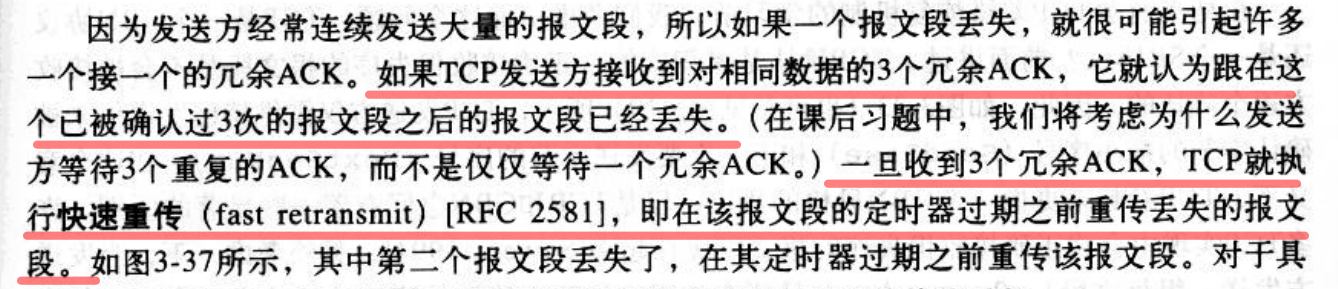 因为发送方经常连续发送大量的报文段，所以如果一个报文段丢失，就很可能引起许多
一个接一个的冗余ACK。如果TCP发送方接收到对相同数据的3个冗余ACK，它就认为跟在这
个已被确认过3次的报文段之后的报文段已经丢失。（在课后习题中，我们将考虑为什么发送
方等待3个重复的ACK，而不是仅仅等待一个冗余ACK。）一旦收到3个冗余ACK，TCP就执
行快速重传（fast retransmit）[RFC 2581]，即在该报文段的定时器过期之前重传丢失的报文
段。如图3-37所示，其中第二个报文段丢失了，在其定时器过期之前重传该报文段。对于具